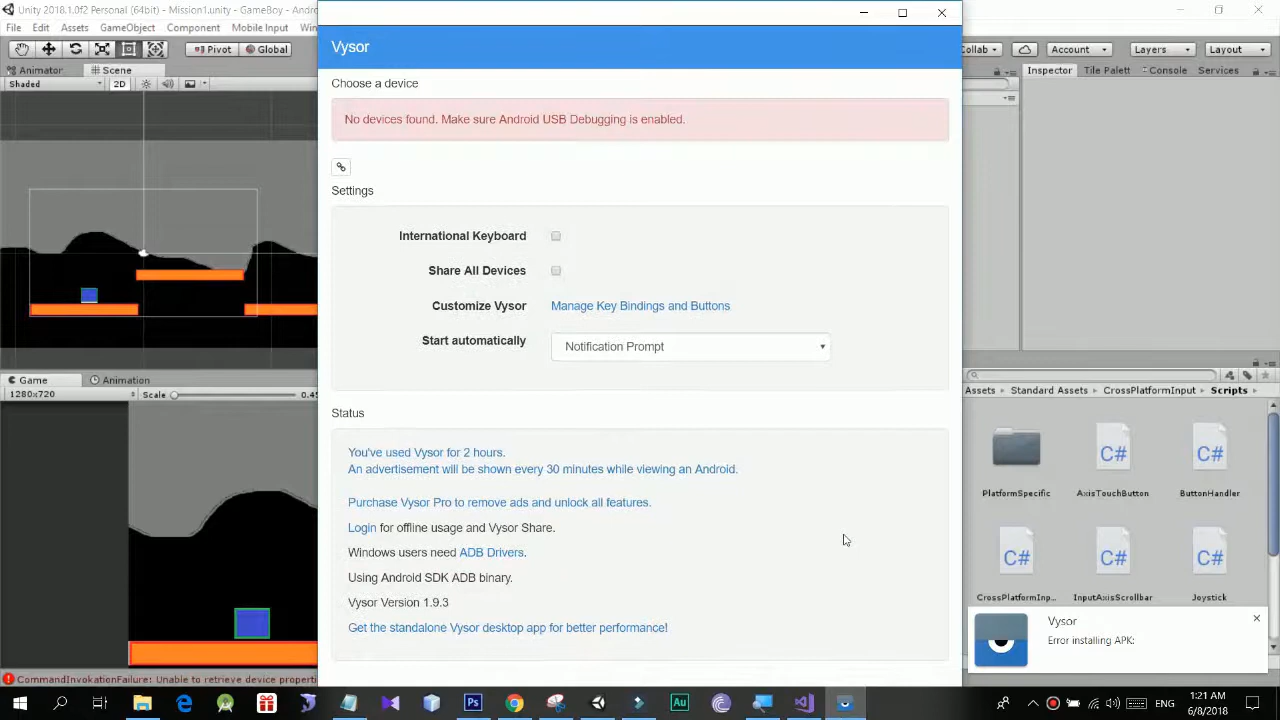 Unity 2018.1.0f2 Personal (64bit) - Mission1.unity - GameBoy - And
File Edit Assets GameObject Component Mobile Input Win
Pivot Global
Collab Account Layers Layout
Animator Scene
Shaded 2D
Inspector Tile Palett Console Services
Vysor
Choose a device
No devices found. Make sure Android USB Debugging is enabled.
Settings
International Keyboard
Share All Devices
Customize Vysor Manage Key Bindings and Buttons
Start automatically Notification Prompt
Game Animation
1280x720 Scale 0.45
Assets Standard Assets CrossPlatformInput Scripts
C# C#
PlatformSpecific AxisTouchButton ButtonHandler
C# C# C#
CrossPlatformInp... InputAxisScrollbar Joystick
Status
You've used Vysor for 2 hours.
An advertisement will be shown every 30 minutes while viewing an Android.
Purchase Vysor Pro to remove ads and unlock all features.
Login for offline usage and Vysor Share.
Windows users need ADB Drivers.
Using Android SDK ADB binary.
Vysor Version 1.9.3
Get the standalone Vysor desktop app for better performance!
Vysor
Error installing APK:
CommandInvokationFailure: Unable to retrieve device properti
Ps Au
ENG 1:21 AM
6/8/2018